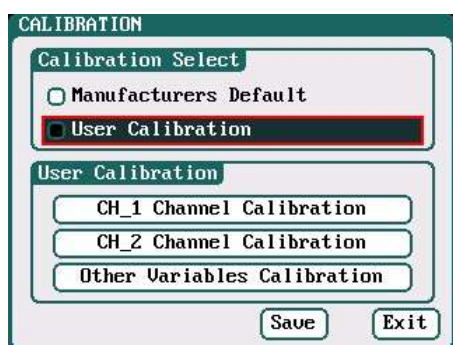 CALIBRATION
Calibration Select
Manufacturers Default
User Calibration
User Calibration
CH_1 Channel Calibration
CH_2 Channel Calibration
Other Variables Calibration
Save Exit